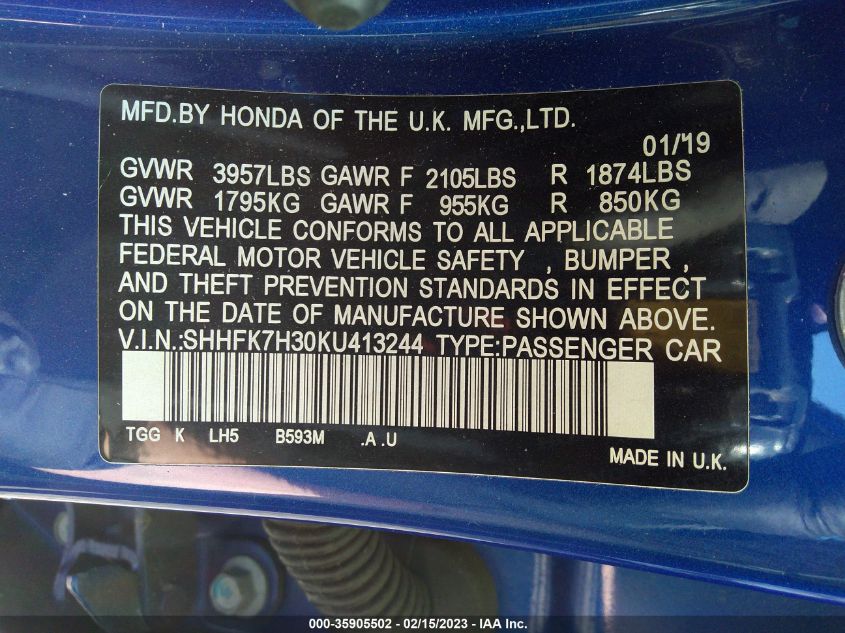 MFD.BY HONDA OF THE U.K. MFG.,LTD.
01/19
GVWR 3957LBS GAWR F 2105LBS R 1874LBS
GVWR 1795KG GAWR F 955KG R 850KG
THIS VEHICLE CONFORMS TO ALL APPLICABLE
FEDERAL MOTOR VEHICLE SAFETY , BUMPER ,
AND THEFT PREVENTION STANDARDS IN EFFECT
ON THE DATE OF MANUFACTURE SHOWN ABOVE.
V.I.N.:SHHFK7H30KU413244 TYPE:PASSENGER CAR
TGG K LH5 B593M .A .U
MADE IN U.K.
000-35905502 - 02/15/2023 - IAA Inc.